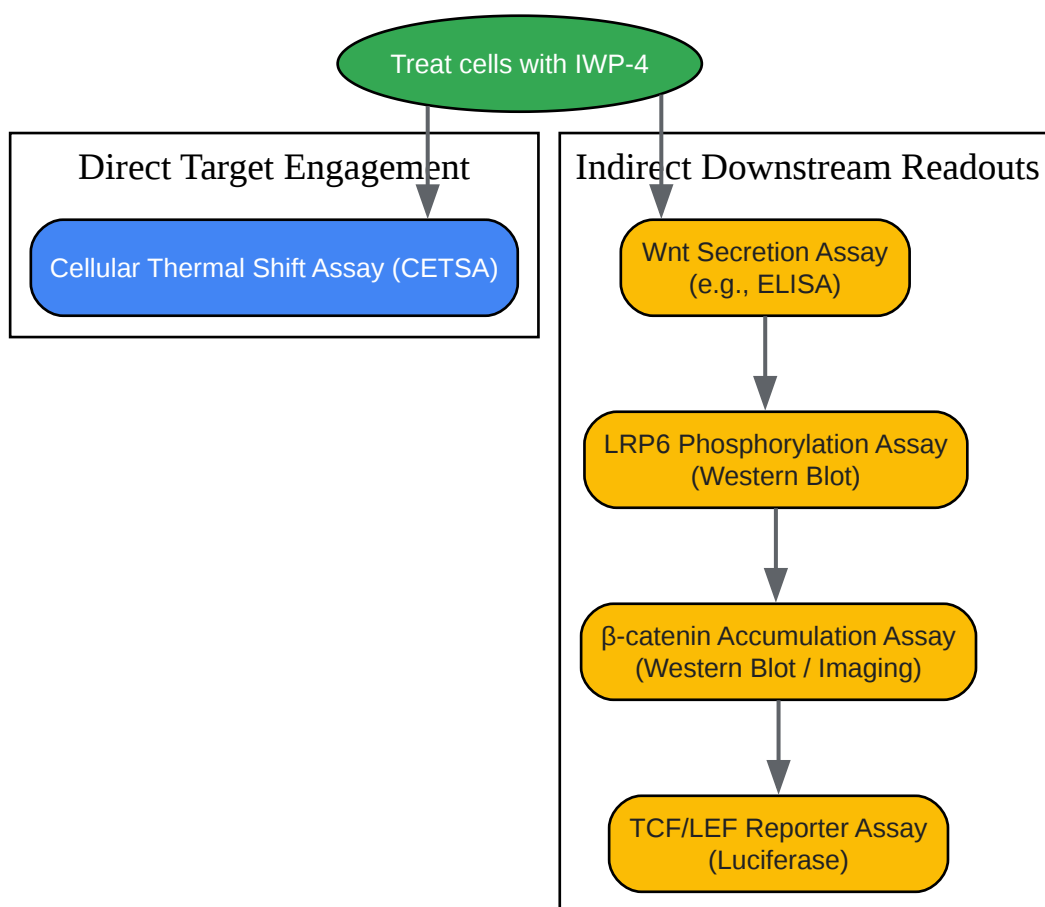 Treat cells with IWP-4
Direct Target Engagement
Cellular Thermal Shift Assay (CETSA)
Indirect Downstream Readouts
Wnt Secretion Assay
(e.g., ELISA)
LRP6 Phosphorylation Assay
(Western Blot)
β-catenin Accumulation Assay
(Western Blot / Imaging)
TCF/LEF Reporter Assay
(Luciferase)